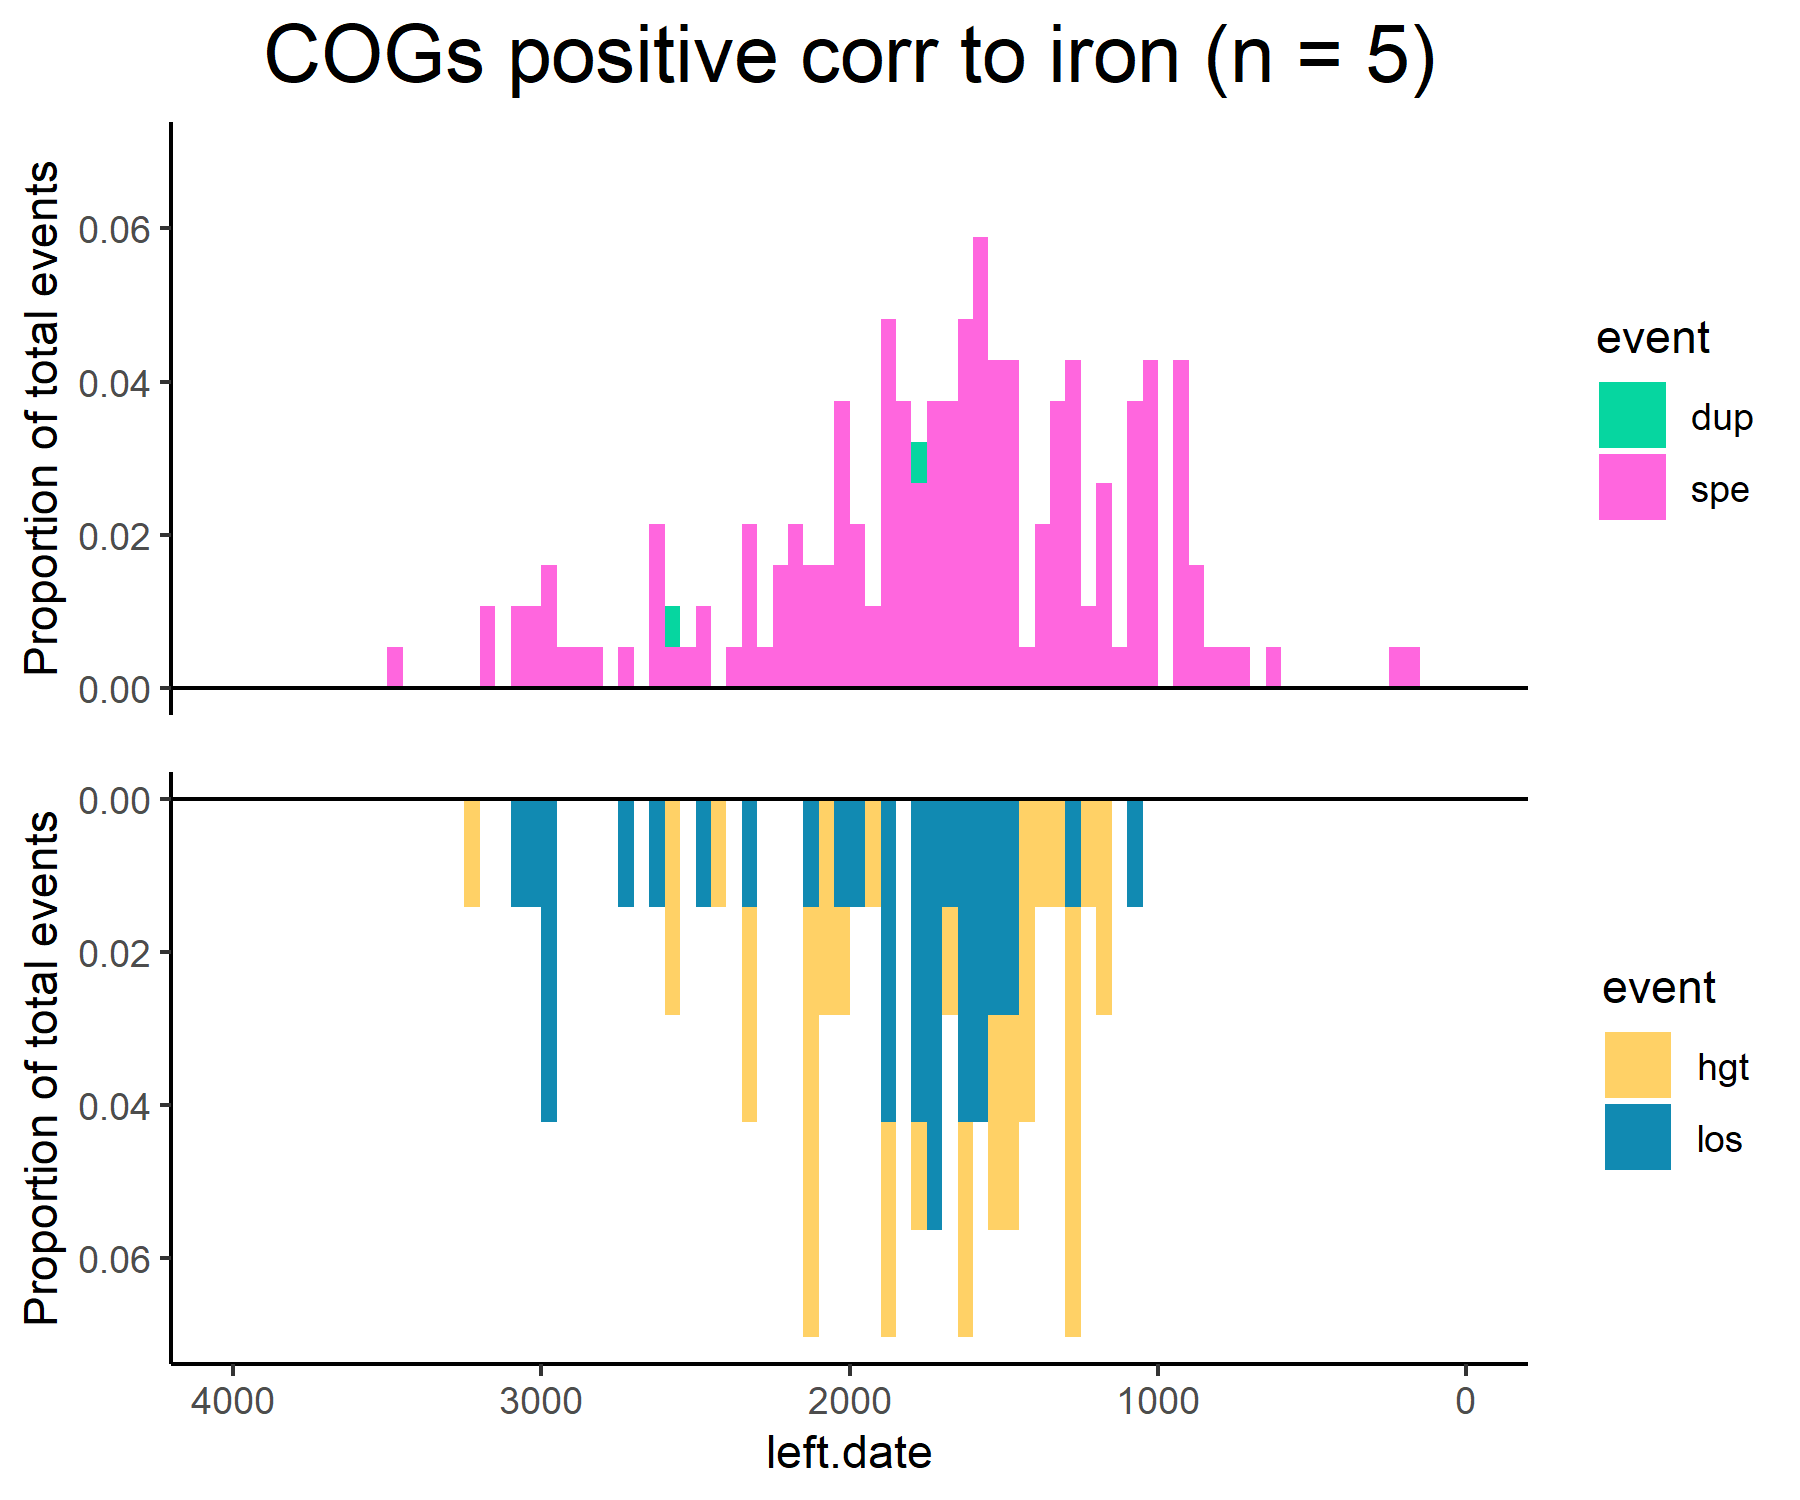 COGs positive corr to iron (n = 5)
Proportion of total events
0.06
0.04
0.02
0.00
event
dup
spe
Proportion of total events
0.00
0.02
0.04
0.06
event
hgt
los
4000 3000 2000 1000 0
left.date